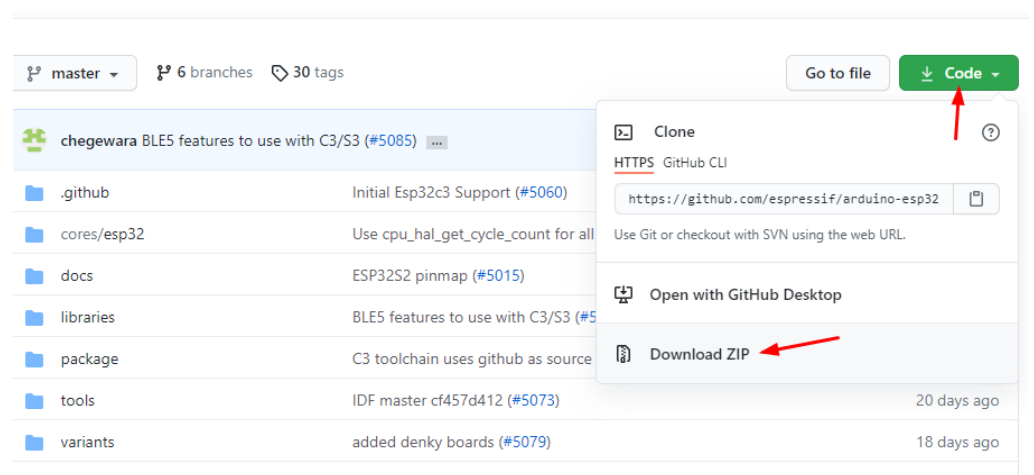 master 6 branches 30 tags Go to file Code
chegewara BLE5 features to use with C3/S3 (#5085) ...
Clone
HTTPS GitHub CLI
https://github.com/espressif/arduino-esp32
Use Git or checkout with SVN using the web URL.
Open with GitHub Desktop
Download ZIP
.github Initial Esp32c3 Support (#5060)
cores/esp32 Use cpu_hal_get_cycle_count for all
docs ESP32S2 pinmap (#5015)
libraries BLE5 features to use with C3/S3 (#5
package C3 toolchain uses github as source
tools IDF master cf457d412 (#5073) 20 days ago
variants added denky boards (#5079) 18 days ago